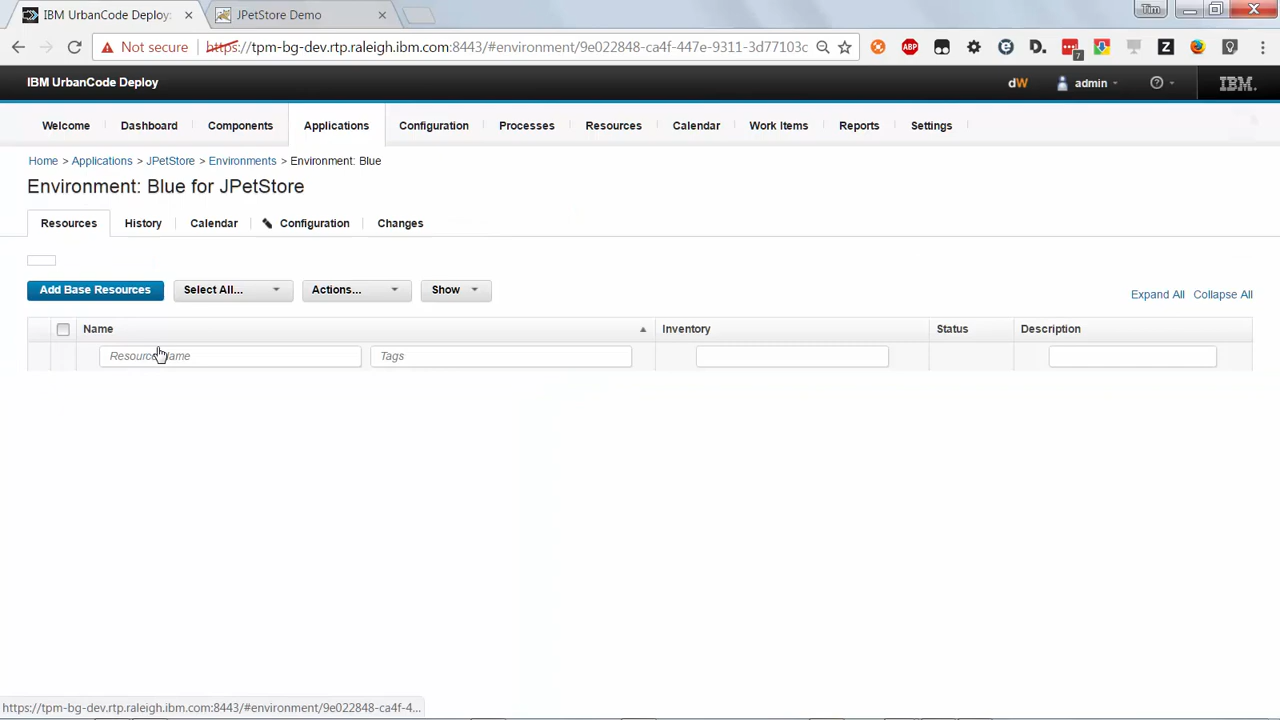 IBM UrbanCode Deploy:
JPetStore Demo
Tim
Not secure
https://tpm-bg-dev.rtp.raleigh.ibm.com:8443/#environment/9e022848-ca4f-447e-9311-3d77103c
ABP
D.
7
Z
IBM UrbanCode Deploy
dW
admin
?
IBM.
Welcome
Dashboard
Components
Applications
Configuration
Processes
Resources
Calendar
Work Items
Reports
Settings
Home > Applications > JPetStore > Environments > Environment: Blue
Environment: Blue for JPetStore
Resources
History
Calendar
Configuration
Changes
Add Base Resources
Select All...
Actions...
Show
Expand All
Collapse All
Name
Inventory
Status
Description
Resource Name
Tags
https://tpm-bg-dev.rtp.raleigh.ibm.com:8443/#environment/9e022848-ca4f-4...